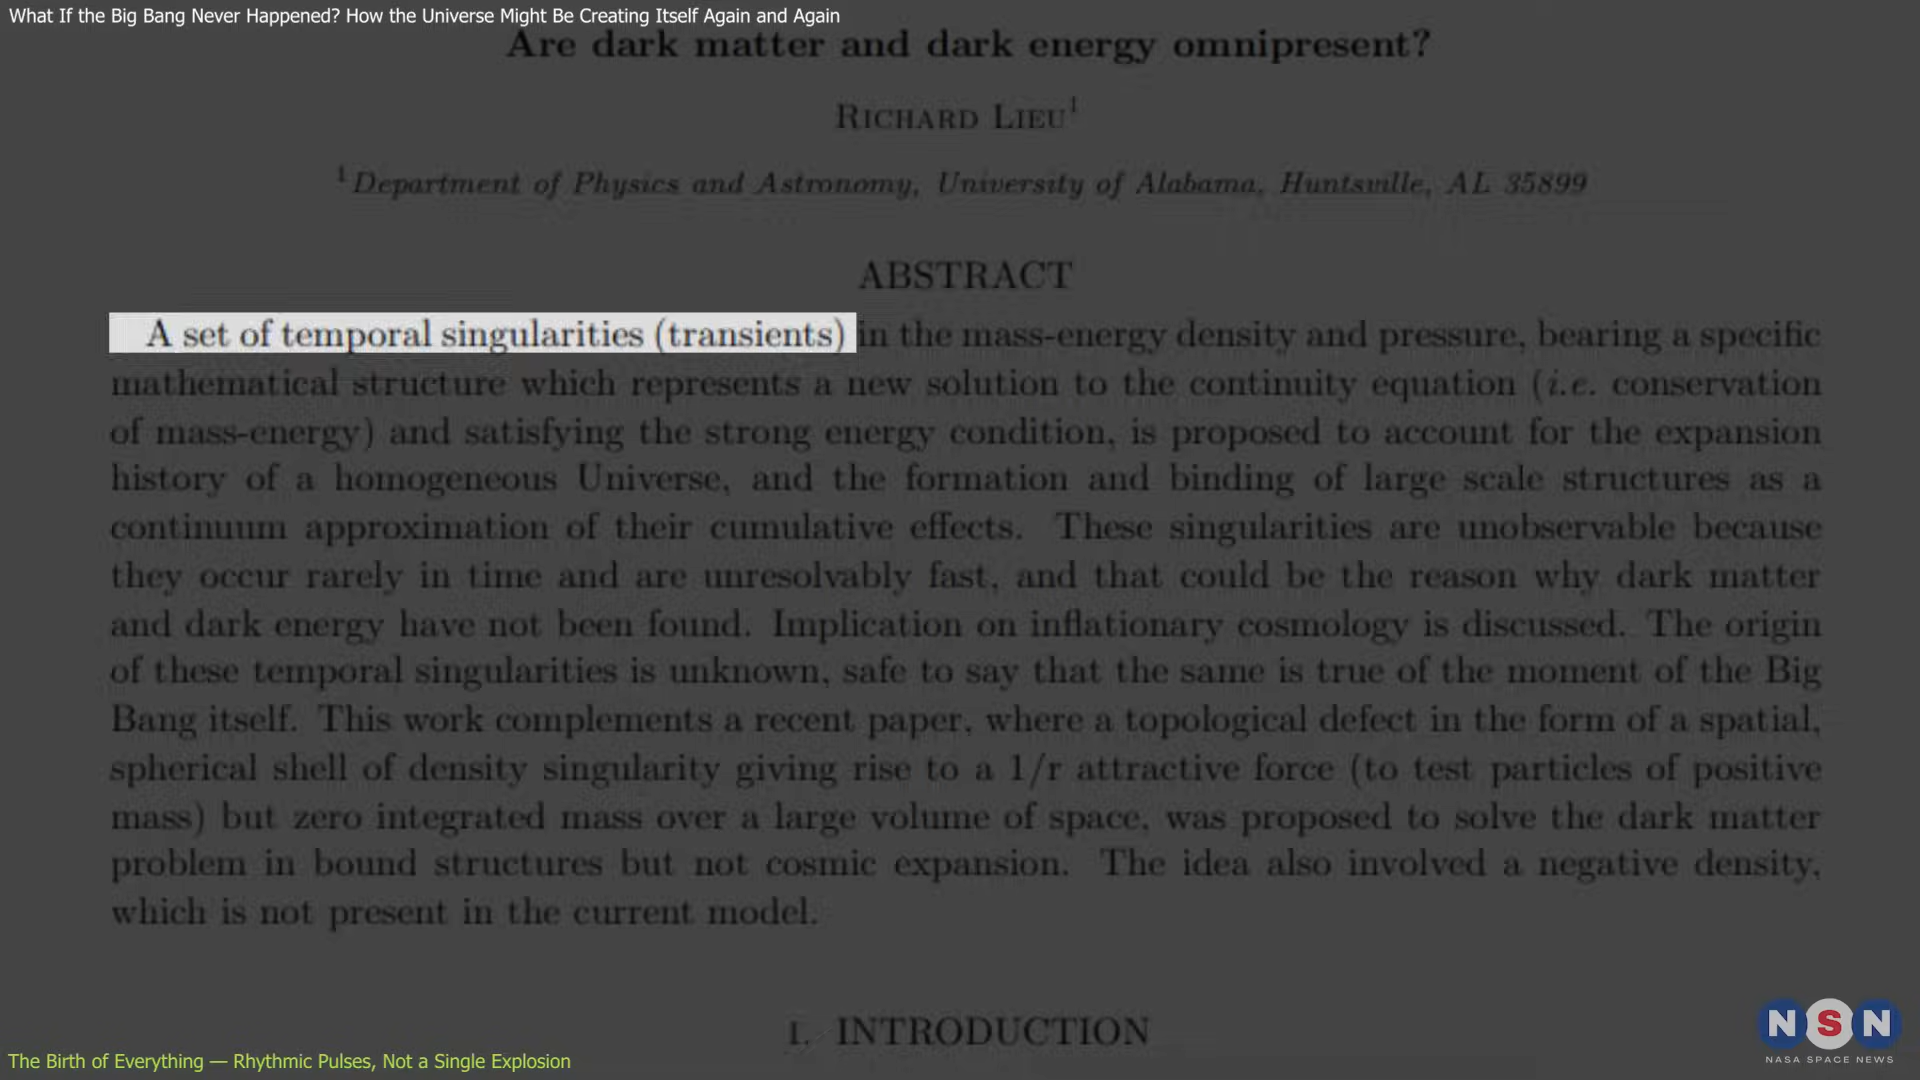 What If the Big Bang Never Happened? How the Universe Might Be Creating Itself Again and Again
Are dark matter and dark energy omnipresent?
RICHARD LIEU¹
¹Department of Physics and Astronomy, University of Alabama, Huntsville, AL 35899
ABSTRACT
A set of temporal singularities (transients) in the mass-energy density and pressure, bearing a specific
mathematical structure which represents a new solution to the continuity equation (i.e. conservation
of mass-energy) and satisfying the strong energy condition, is proposed to account for the expansion
history of a homogeneous Universe, and the formation and binding of large scale structures as a
continuum approximation of their cumulative effects. These singularities are unobservable because
they occur rarely in time and are unresolvably fast, and that could be the reason why dark matter
and dark energy have not been found. Implication on inflationary cosmology is discussed. The origin
of these temporal singularities is unknown, safe to say that the same is true of the moment of the Big
Bang itself. This work complements a recent paper, where a topological defect in the form of a spatial,
spherical shell of density singularity giving rise to a 1/r attractive force (to test particles of positive
mass) but zero integrated mass over a large volume of space, was proposed to solve the dark matter
problem in bound structures but not cosmic expansion. The idea also involved a negative density,
which is not present in the current model.
1. INTRODUCTION
The Birth of Everything — Rhythmic Pulses, Not a Single Explosion
NSN
NASA SPACE NEWS